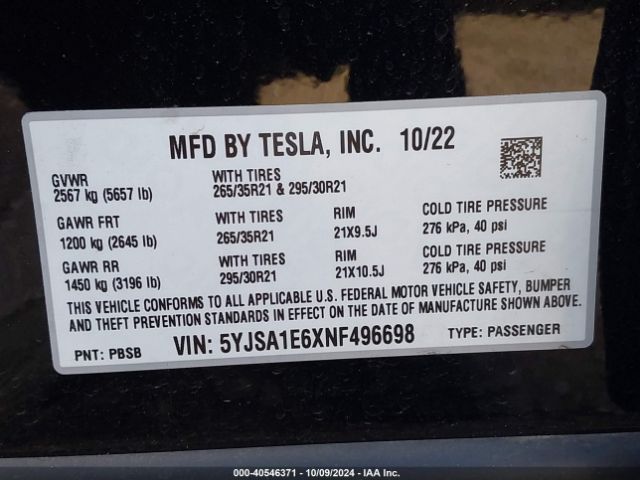 MFD BY TESLA, INC. 10/22
GVWR
2567 kg (5657 lb)
WITH TIRES
265/35R21 & 295/30R21
GAWR FRT
1200 kg (2645 lb)
WITH TIRES
265/35R21
RIM
21X9.5J
COLD TIRE PRESSURE
276 kPa, 40 psi
GAWR RR
1450 kg (3196 lb)
WITH TIRES
295/30R21
RIM
21X10.5J
COLD TIRE PRESSURE
276 kPa, 40 psi
THIS VEHICLE CONFORMS TO ALL APPLICABLE U.S. FEDERAL MOTOR VEHICLE SAFETY, BUMPER
AND THEFT PREVENTION STANDARDS IN EFFECT ON THE DATE OF MANUFACTURE SHOWN ABOVE.
PNT: PBSB VIN: 5YJSA1E6XNF496698 TYPE: PASSENGER
000-40546371 - 10/09/2024 - IAA Inc.